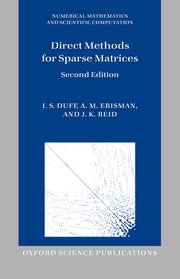 NUMERICAL MATHEMATICS
AND SCIENTIFIC COMPUTATION
Direct Methods
for Sparse Matrices
Second Edition
I. S. DUFF, A. M. ERISMAN,
AND J. K. REID
OXFORD SCIENCE PUBLICATIONS